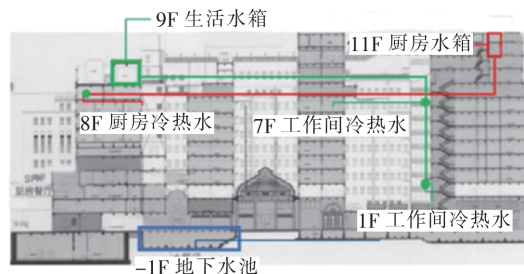 9F 生活水箱
11F 厨房水箱
8F 厨房冷热水
7F 工作间冷热水
1F 工作间冷热水
-1F 地下水池